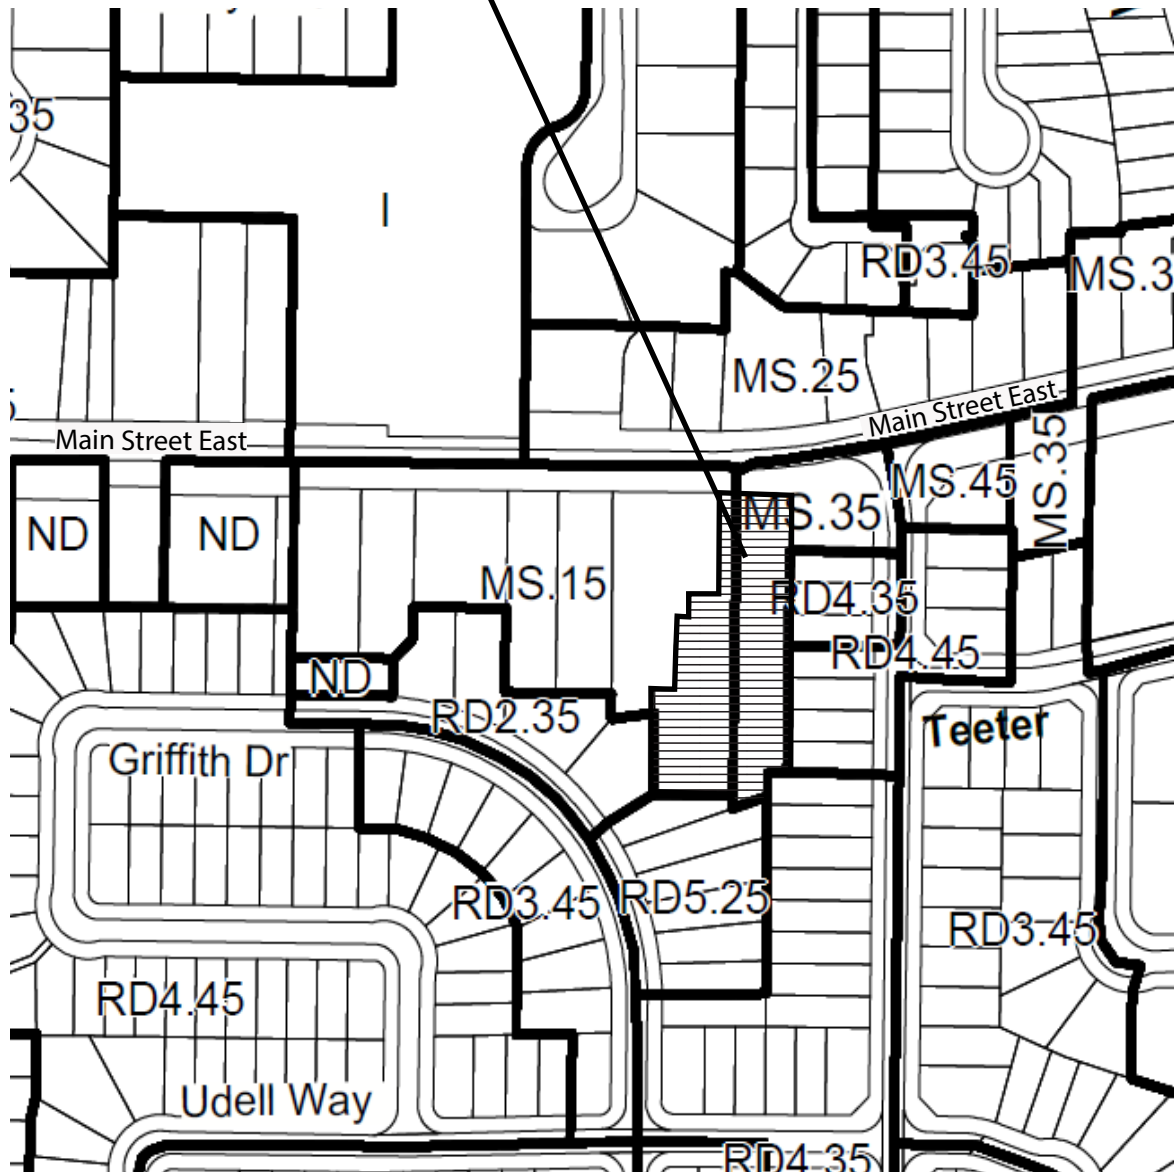 35
I
RD3.45
MS.3
MS.25
Main Street East
Main Street East
MS.35
MS.45
ND
ND
MS.35
MS.15
RD4.35
RD4.45
ND
RD2.35
Teeter
Griffith Dr
RD3.45
RD5.25
RD3.45
RD4.45
Udell Way
RD4.35